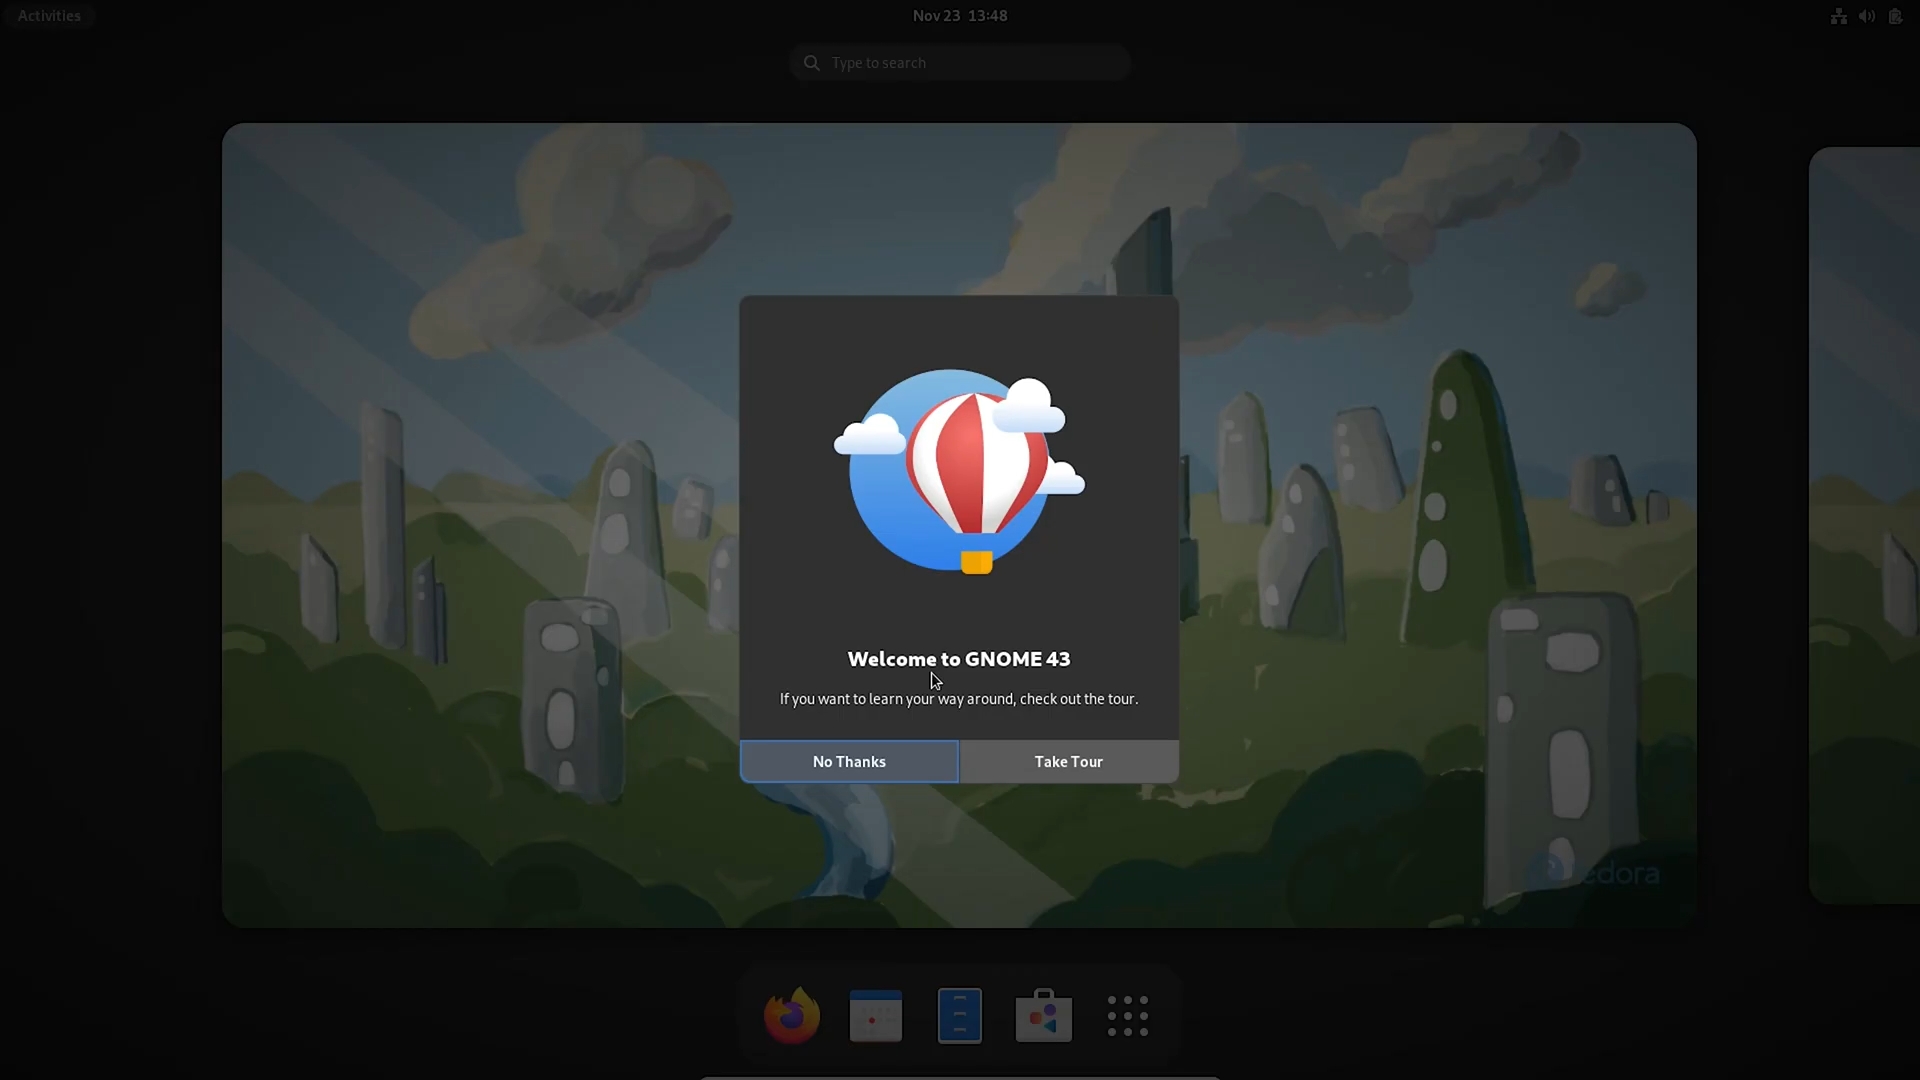 Activities
Nov 23 13:48
Type to search
Welcome to GNOME 43
If you want to learn your way around, check out the tour.
No Thanks
Take Tour
fedora